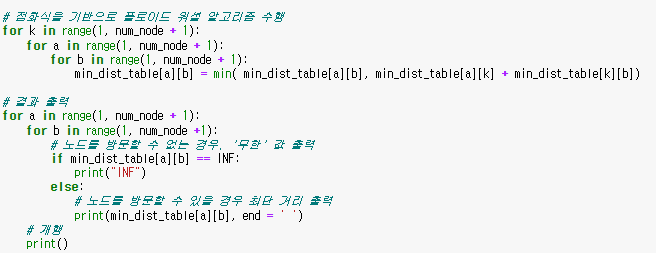 # 점화식을 기반으로 플로이드 워셜 알고리즘 수행
for k in range(1, num_node + 1):
    for a in range(1, num_node + 1):
        for b in range(1, num_node + 1):
            min_dist_table[a][b] = min( min_dist_table[a][b], min_dist_table[a][k] + min_dist_table[k][b])

# 결과 출력
for a in range(1, num_node + 1):
    for b in range(1, num_node +1):
        # 노드를 방문할 수 없는 경우, '무한' 값 출력
        if min_dist_table[a][b] == INF:
            print("INF")
        else:
            # 노드를 방문할 수 있을 경우 최단 거리 출력
            print(min_dist_table[a][b], end = ' ')
    # 개행
    print()